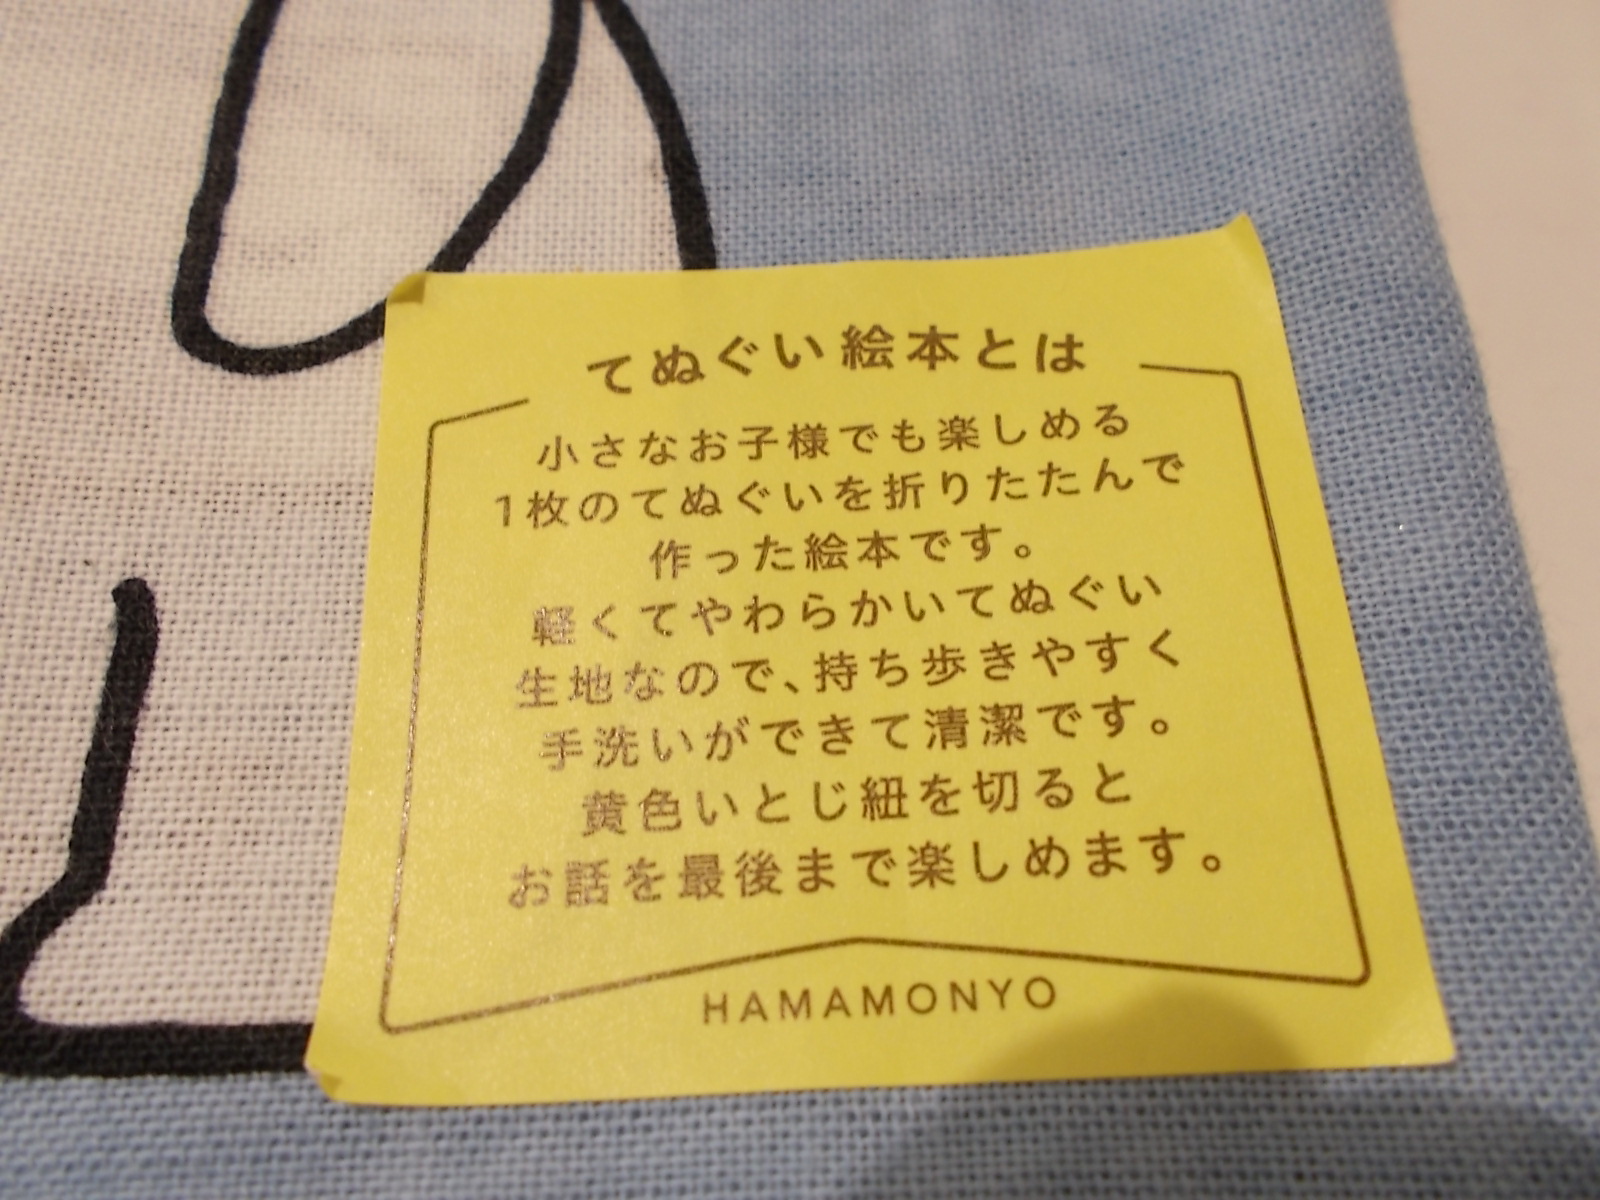 てぬぐい絵本とは
小さなお子様でも楽しめる
1枚のてぬぐいを折りたたんで
作った絵本です。
軽くてやわらかいてぬぐい
生地なので、持ち歩きやすく
手洗いができて清潔です。
黄色いとじ紐を切ると
お話を最後まで楽しめます。
HAMAMONYO